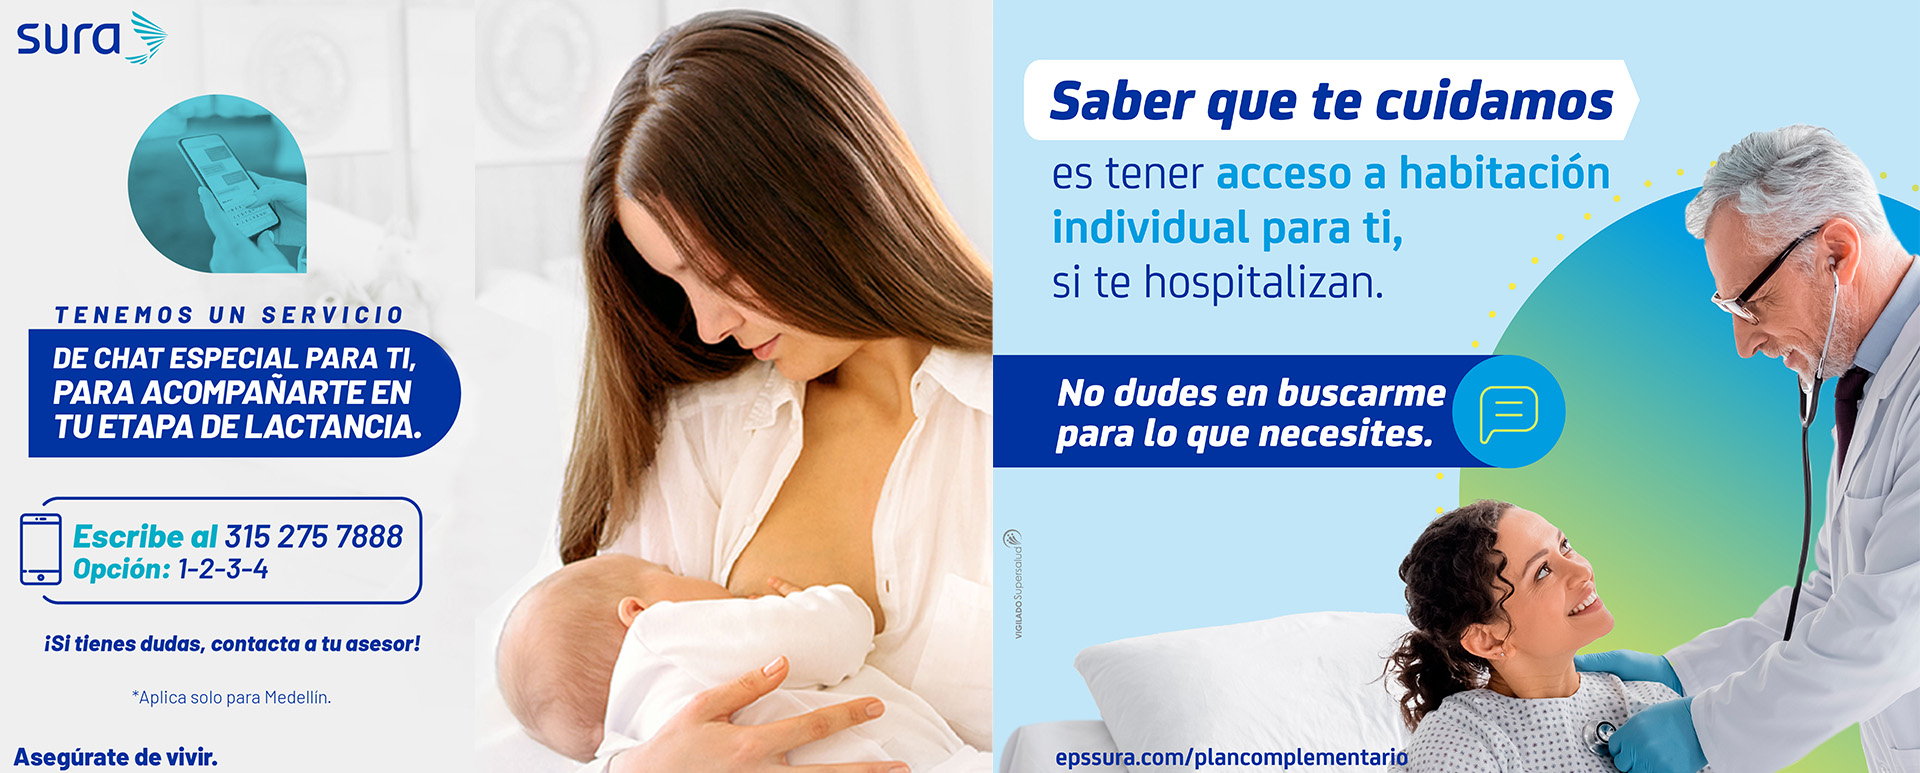 sura
TENEMOS UN SERVICIO
DE CHAT ESPECIAL PARA TI,
PARA ACOMPAÑARTE EN
TU ETAPA DE LACTANCIA.
Escribe al 315 275 7888
Opción: 1-2-3-4
¡Si tienes dudas, contacta a tu asesor!
*Aplica solo para Medellín.
Asegúrate de vivir.
Saber que te cuidamos
es tener acceso a habitación
individual para ti,
si te hospitalizan.
No dudes en buscarme
para lo que necesites.
VIGILADO Supersalud
epssura.com/plancomplementario